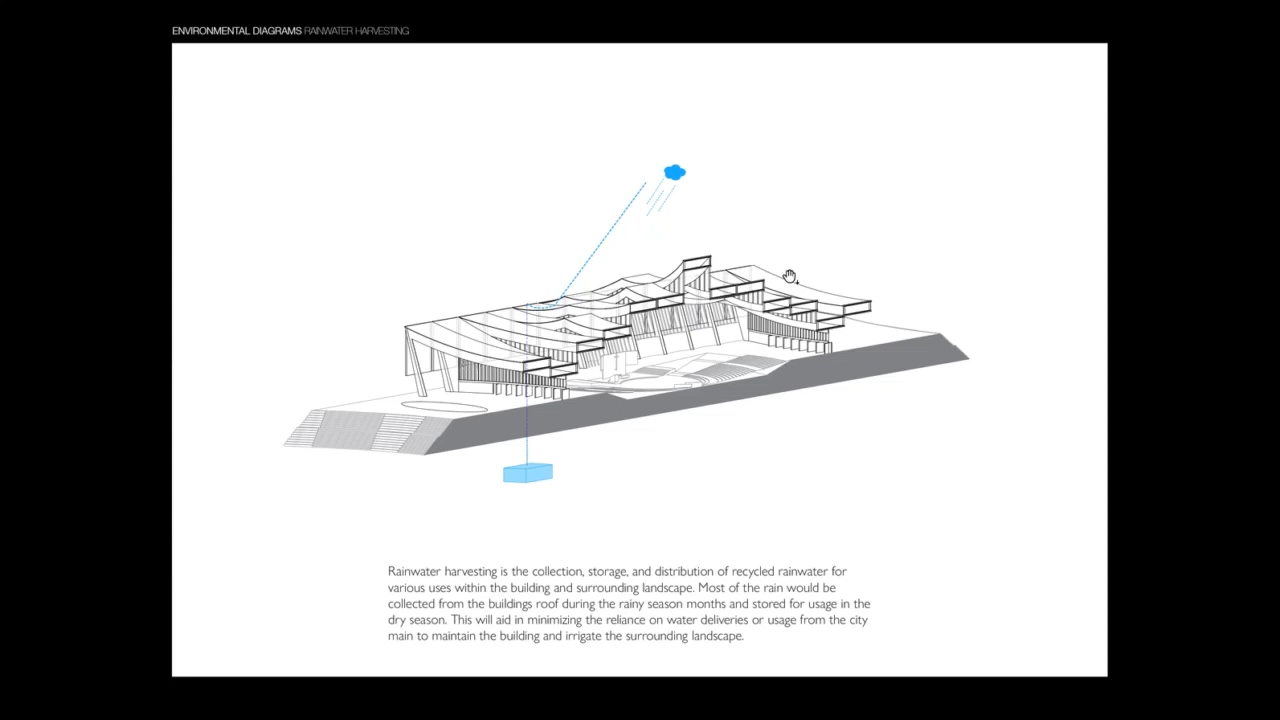 ENVIRONMENTAL DIAGRAMS RAINWATER HARVESTING
Rainwater harvesting is the collection, storage, and distribution of recycled rainwater for
various uses within the building and surrounding landscape. Most of the rain would be
collected from the buildings roof during the rainy season months and stored for usage in the
dry season. This will aid in minimizing the reliance on water deliveries or usage from the city
main to maintain the building and irrigate the surrounding landscape.